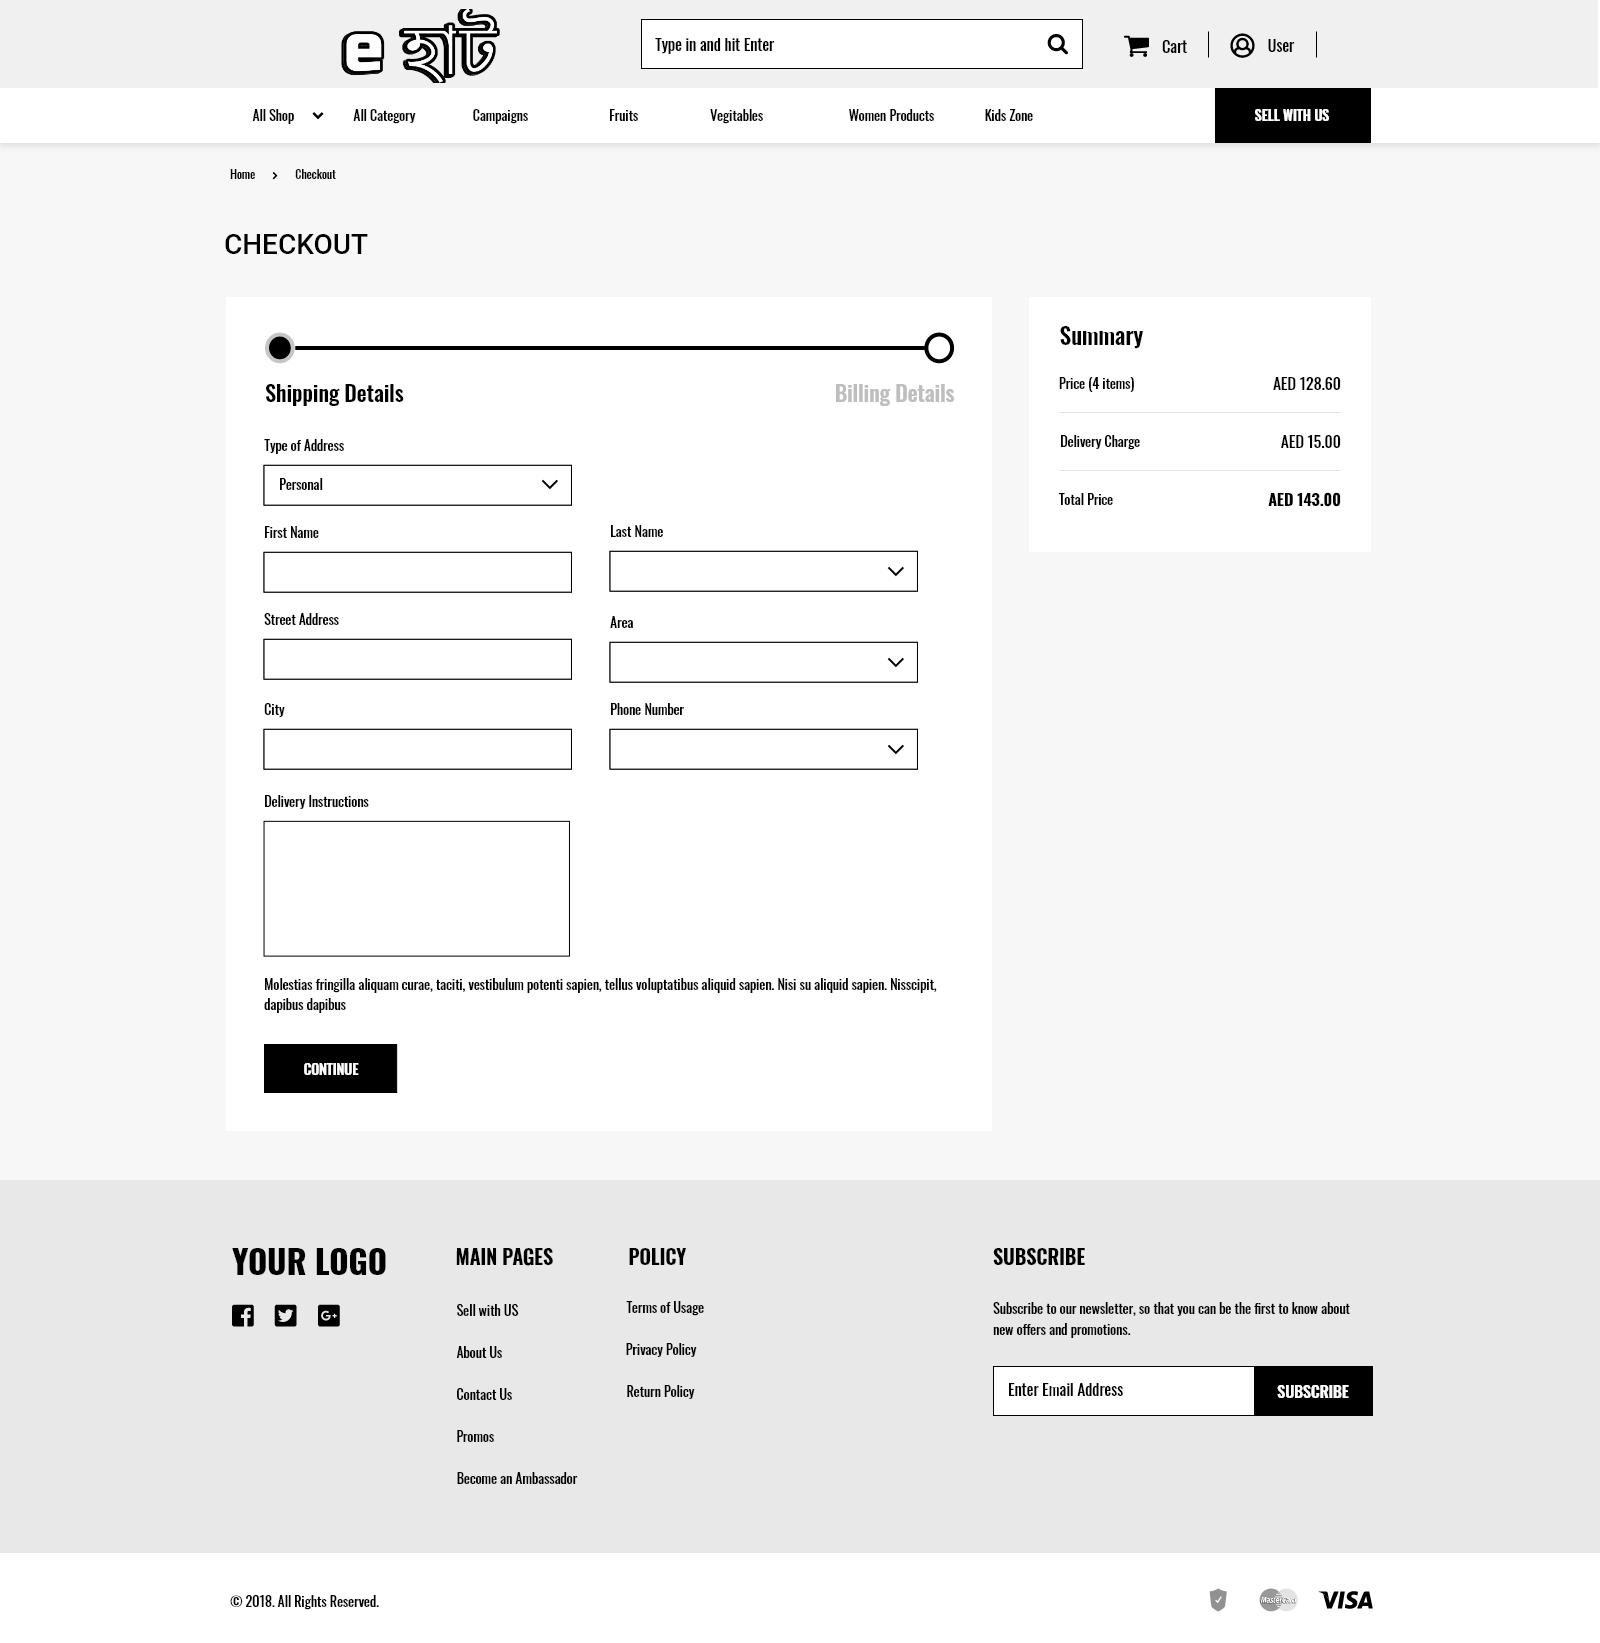 e হাট
Type in and hit Enter
Cart
User
All Shop
All Category
Campaigns
Fruits
Vegitables
Women Products
Kids Zone
SELL WITH US
Home
Checkout
CHECKOUT
Shipping Details
Billing Details
Type of Address
Personal
First Name
Last Name
Street Address
Area
City
Phone Number
Delivery Instructions
Molestias fringilla aliquam curae, taciti, vestibulum potenti sapien, tellus voluptatibus aliquid sapien. Nisi su aliquid sapien. Nisscipit,
dapibus dapibus
CONTINUE
Summary
Price (4 items)
AED 128.60
Delivery Charge
AED 15.00
Total Price
AED 143.00
YOUR LOGO
MAIN PAGES
Sell with US
About Us
Contact Us
Promos
Become an Ambassador
POLICY
Terms of Usage
Privacy Policy
Return Policy
SUBSCRIBE
Subscribe to our newsletter, so that you can be the first to know about
new offers and promotions.
Enter Email Address
SUBSCRIBE
© 2018. All Rights Reserved.
MasterCard
VISA